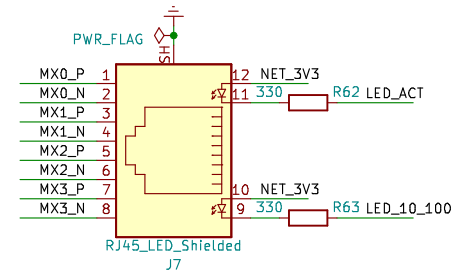 PWR_FLAG
SH
MX0_P 1
MX0_N 2
MX1_P 3
MX1_N 4
MX2_P 5
MX2_N 6
MX3_P 7
MX3_N 8
12 NET_3V3
11 330 R62 LED_ACT
10 NET_3V3
9 330 R63 LED_10_100
RJ45_LED_Shielded
J7